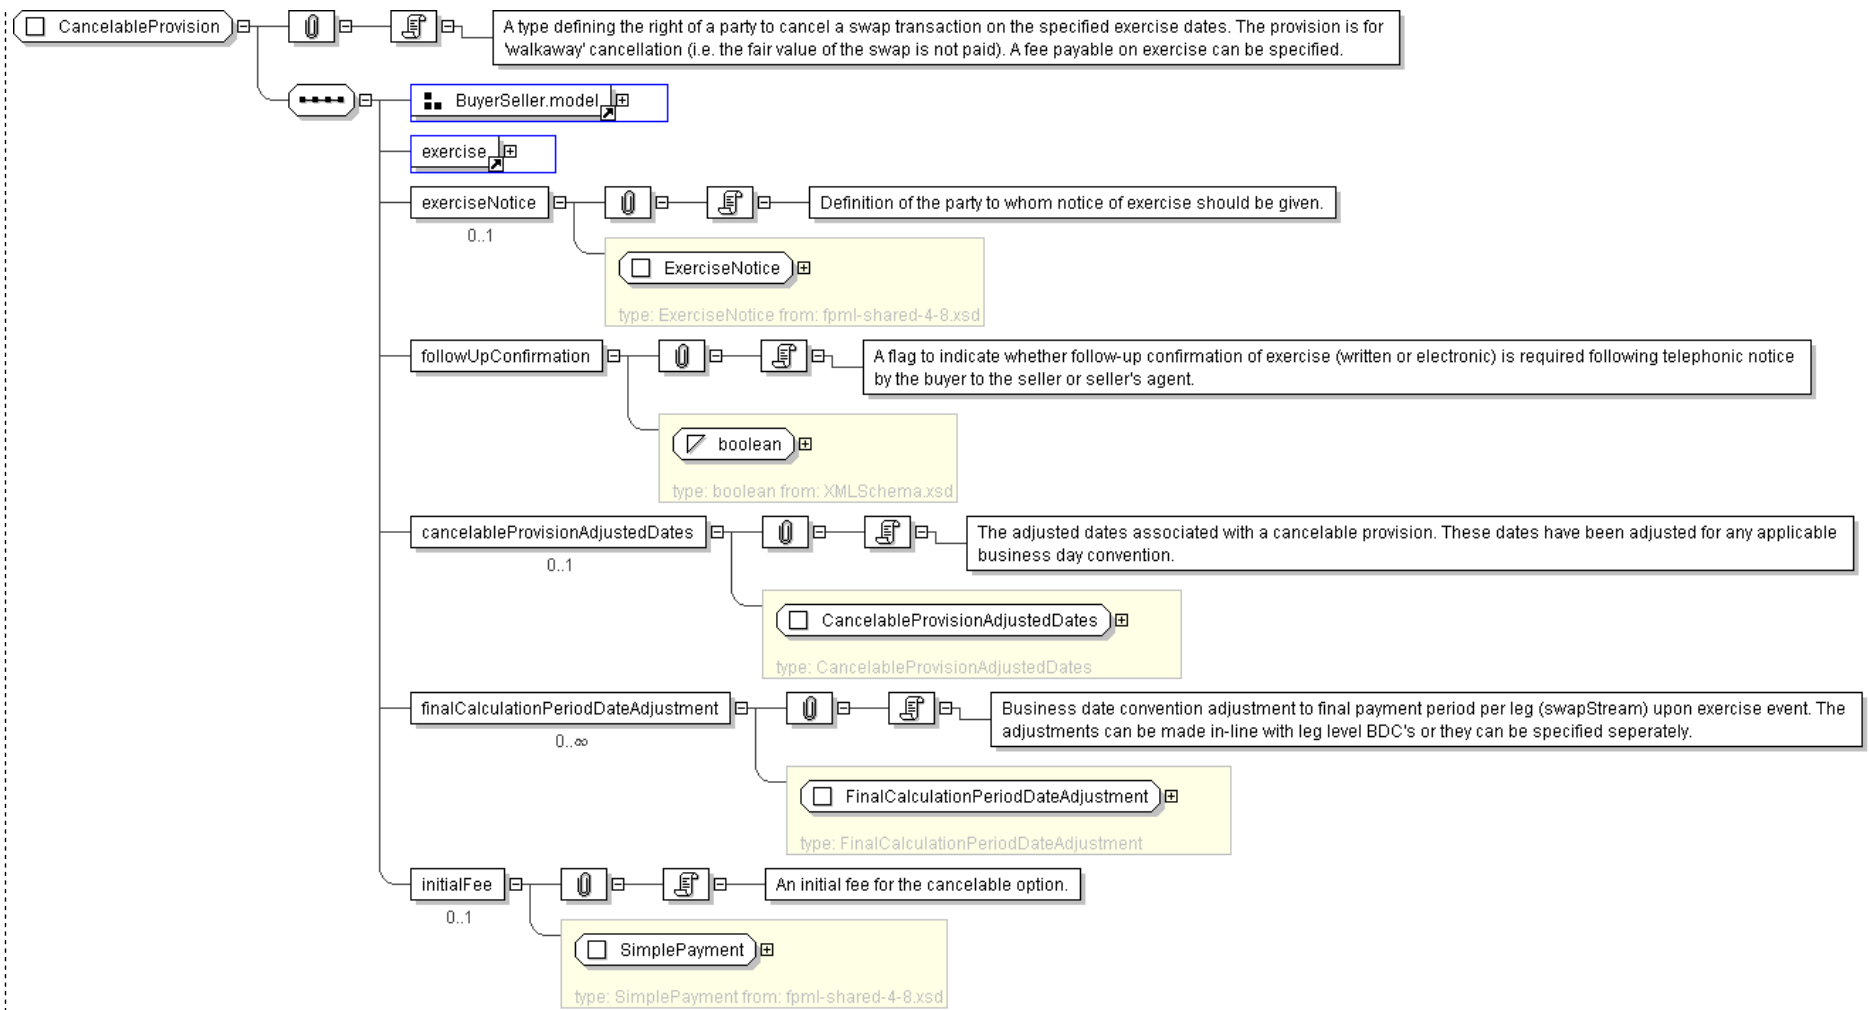 CancelableProvision
A type defining the right of a party to cancel a swap transaction on the specified exercise dates. The provision is for
'walkaway' cancellation (i.e. the fair value of the swap is not paid). A fee payable on exercise can be specified.
BuyerSeller.model
exercise
exerciseNotice
Definition of the party to whom notice of exercise should be given.
0..1
ExerciseNotice
type: ExerciseNotice from: fpml-shared-4-8.xsd
followUpConfirmation
A flag to indicate whether follow-up confirmation of exercise (written or electronic) is required following telephonic notice
by the buyer to the seller or seller's agent.
boolean
type: boolean from: XMLSchema.xsd
cancelableProvisionAdjustedDates
The adjusted dates associated with a cancelable provision. These dates have been adjusted for any applicable
business day convention.
0..1
CancelableProvisionAdjustedDates
type: CancelableProvisionAdjustedDates
finalCalculationPeriodDateAdjustment
Business date convention adjustment to final payment period per leg (swapStream) upon exercise event. The
adjustments can be made in-line with leg level BDC's or they can be specified seperately.
0..∞
FinalCalculationPeriodDateAdjustment
type: FinalCalculationPeriodDateAdjustment
initialFee
An initial fee for the cancelable option.
0..1
SimplePayment
type: SimplePayment from: fpml-shared-4-8.xsd